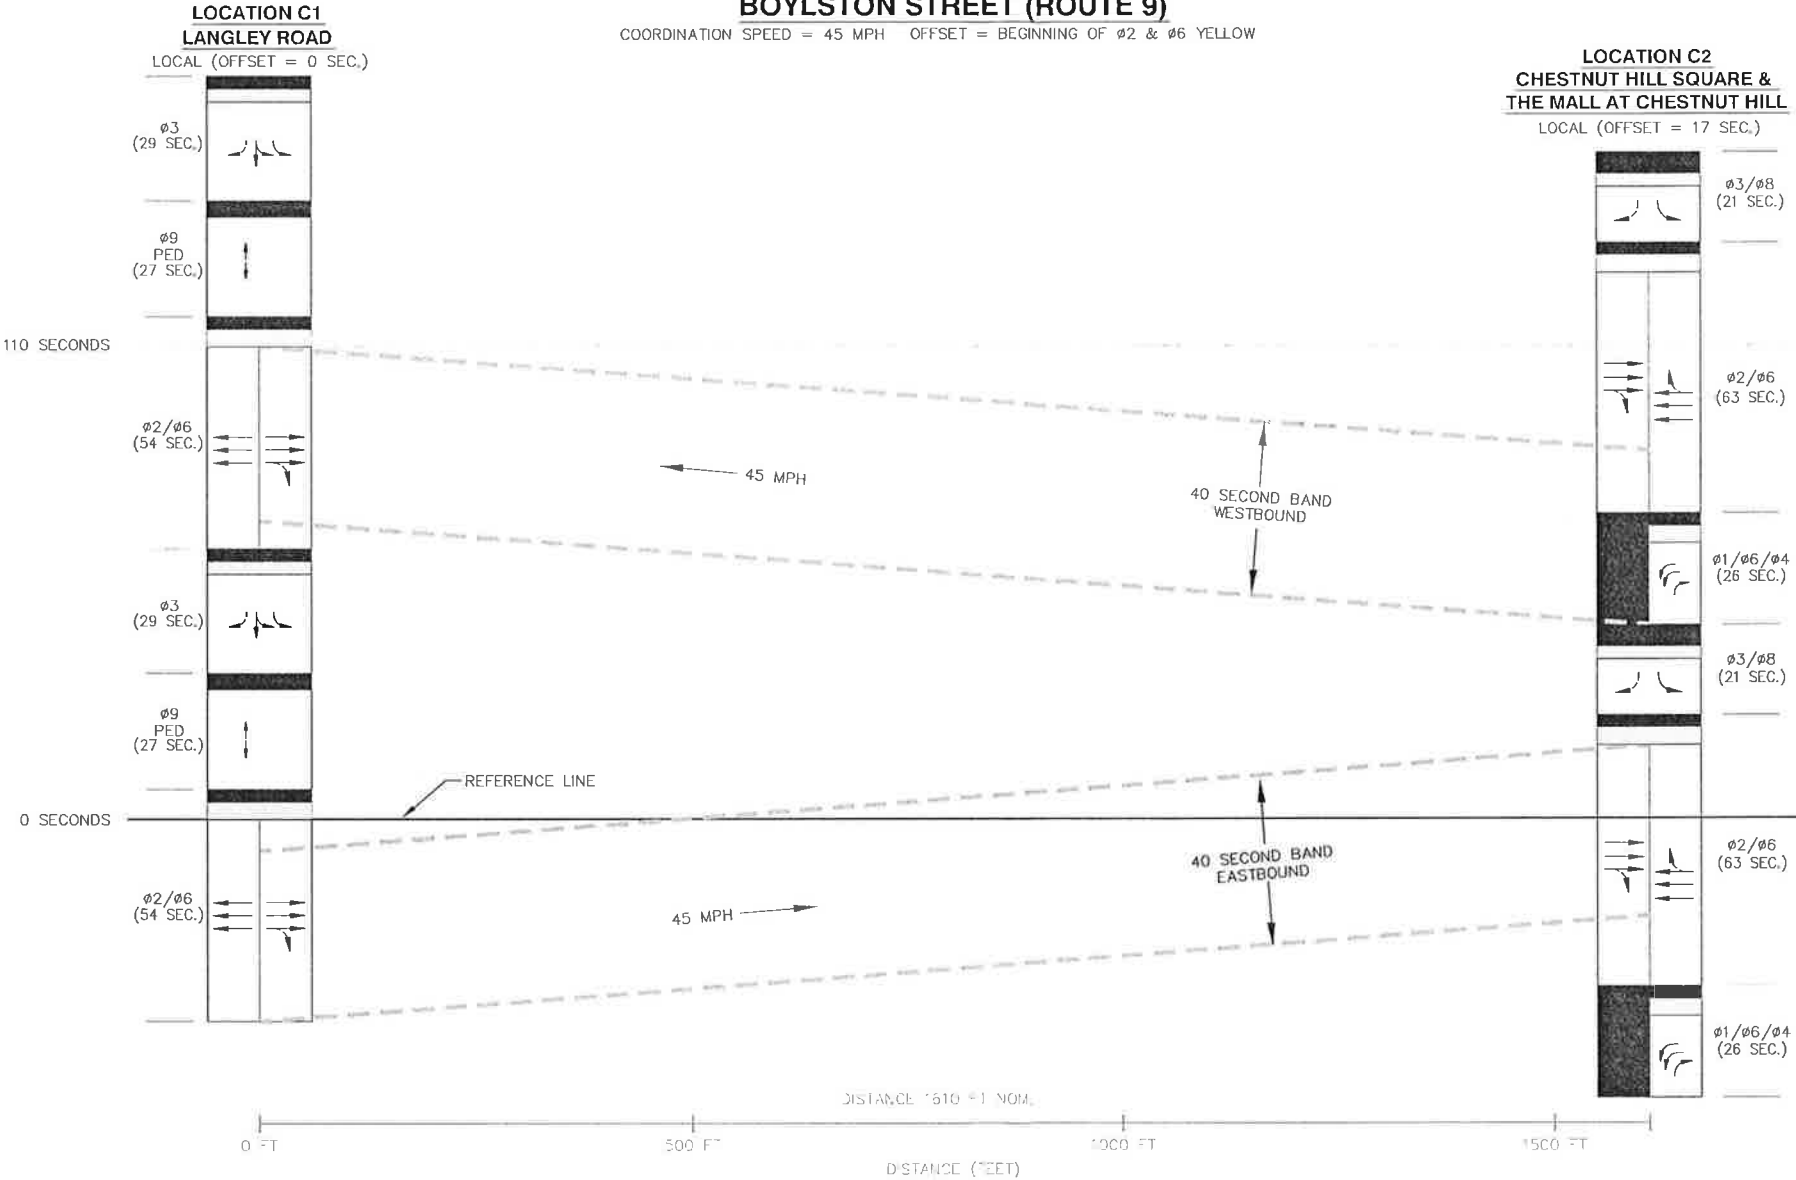 BOYLSTON STREET (ROUTE 9)
COORDINATION SPEED = 45 MPH OFFSET = BEGINNING OF ø2 & ø6 YELLOW
LOCATION C1
LANGLEY ROAD
LOCAL (OFFSET = 0 SEC.)
LOCATION C2
CHESTNUT HILL SQUARE &
THE MALL AT CHESTNUT HILL
LOCAL (OFFSET = 17 SEC.)
ø3
(29 SEC.)
ø9
PED
(27 SEC.)
110 SECONDS
ø2/ø6
(54 SEC.)
ø3
(29 SEC.)
ø9
PED
(27 SEC.)
0 SECONDS
ø2/ø6
(54 SEC.)
45 MPH
40 SECOND BAND
WESTBOUND
REFERENCE LINE
40 SECOND BAND
EASTBOUND
45 MPH
ø3/ø8
(21 SEC.)
ø2/ø6
(63 SEC.)
ø1/ø6/ø4
(26 SEC.)
ø3/ø8
(21 SEC.)
ø2/ø6
(63 SEC.)
ø1/ø6/ø4
(26 SEC.)
DISTANCE 1610 FT NOM.
0 FT
500 FT
1000 FT
1500 FT
DISTANCE (FEET)